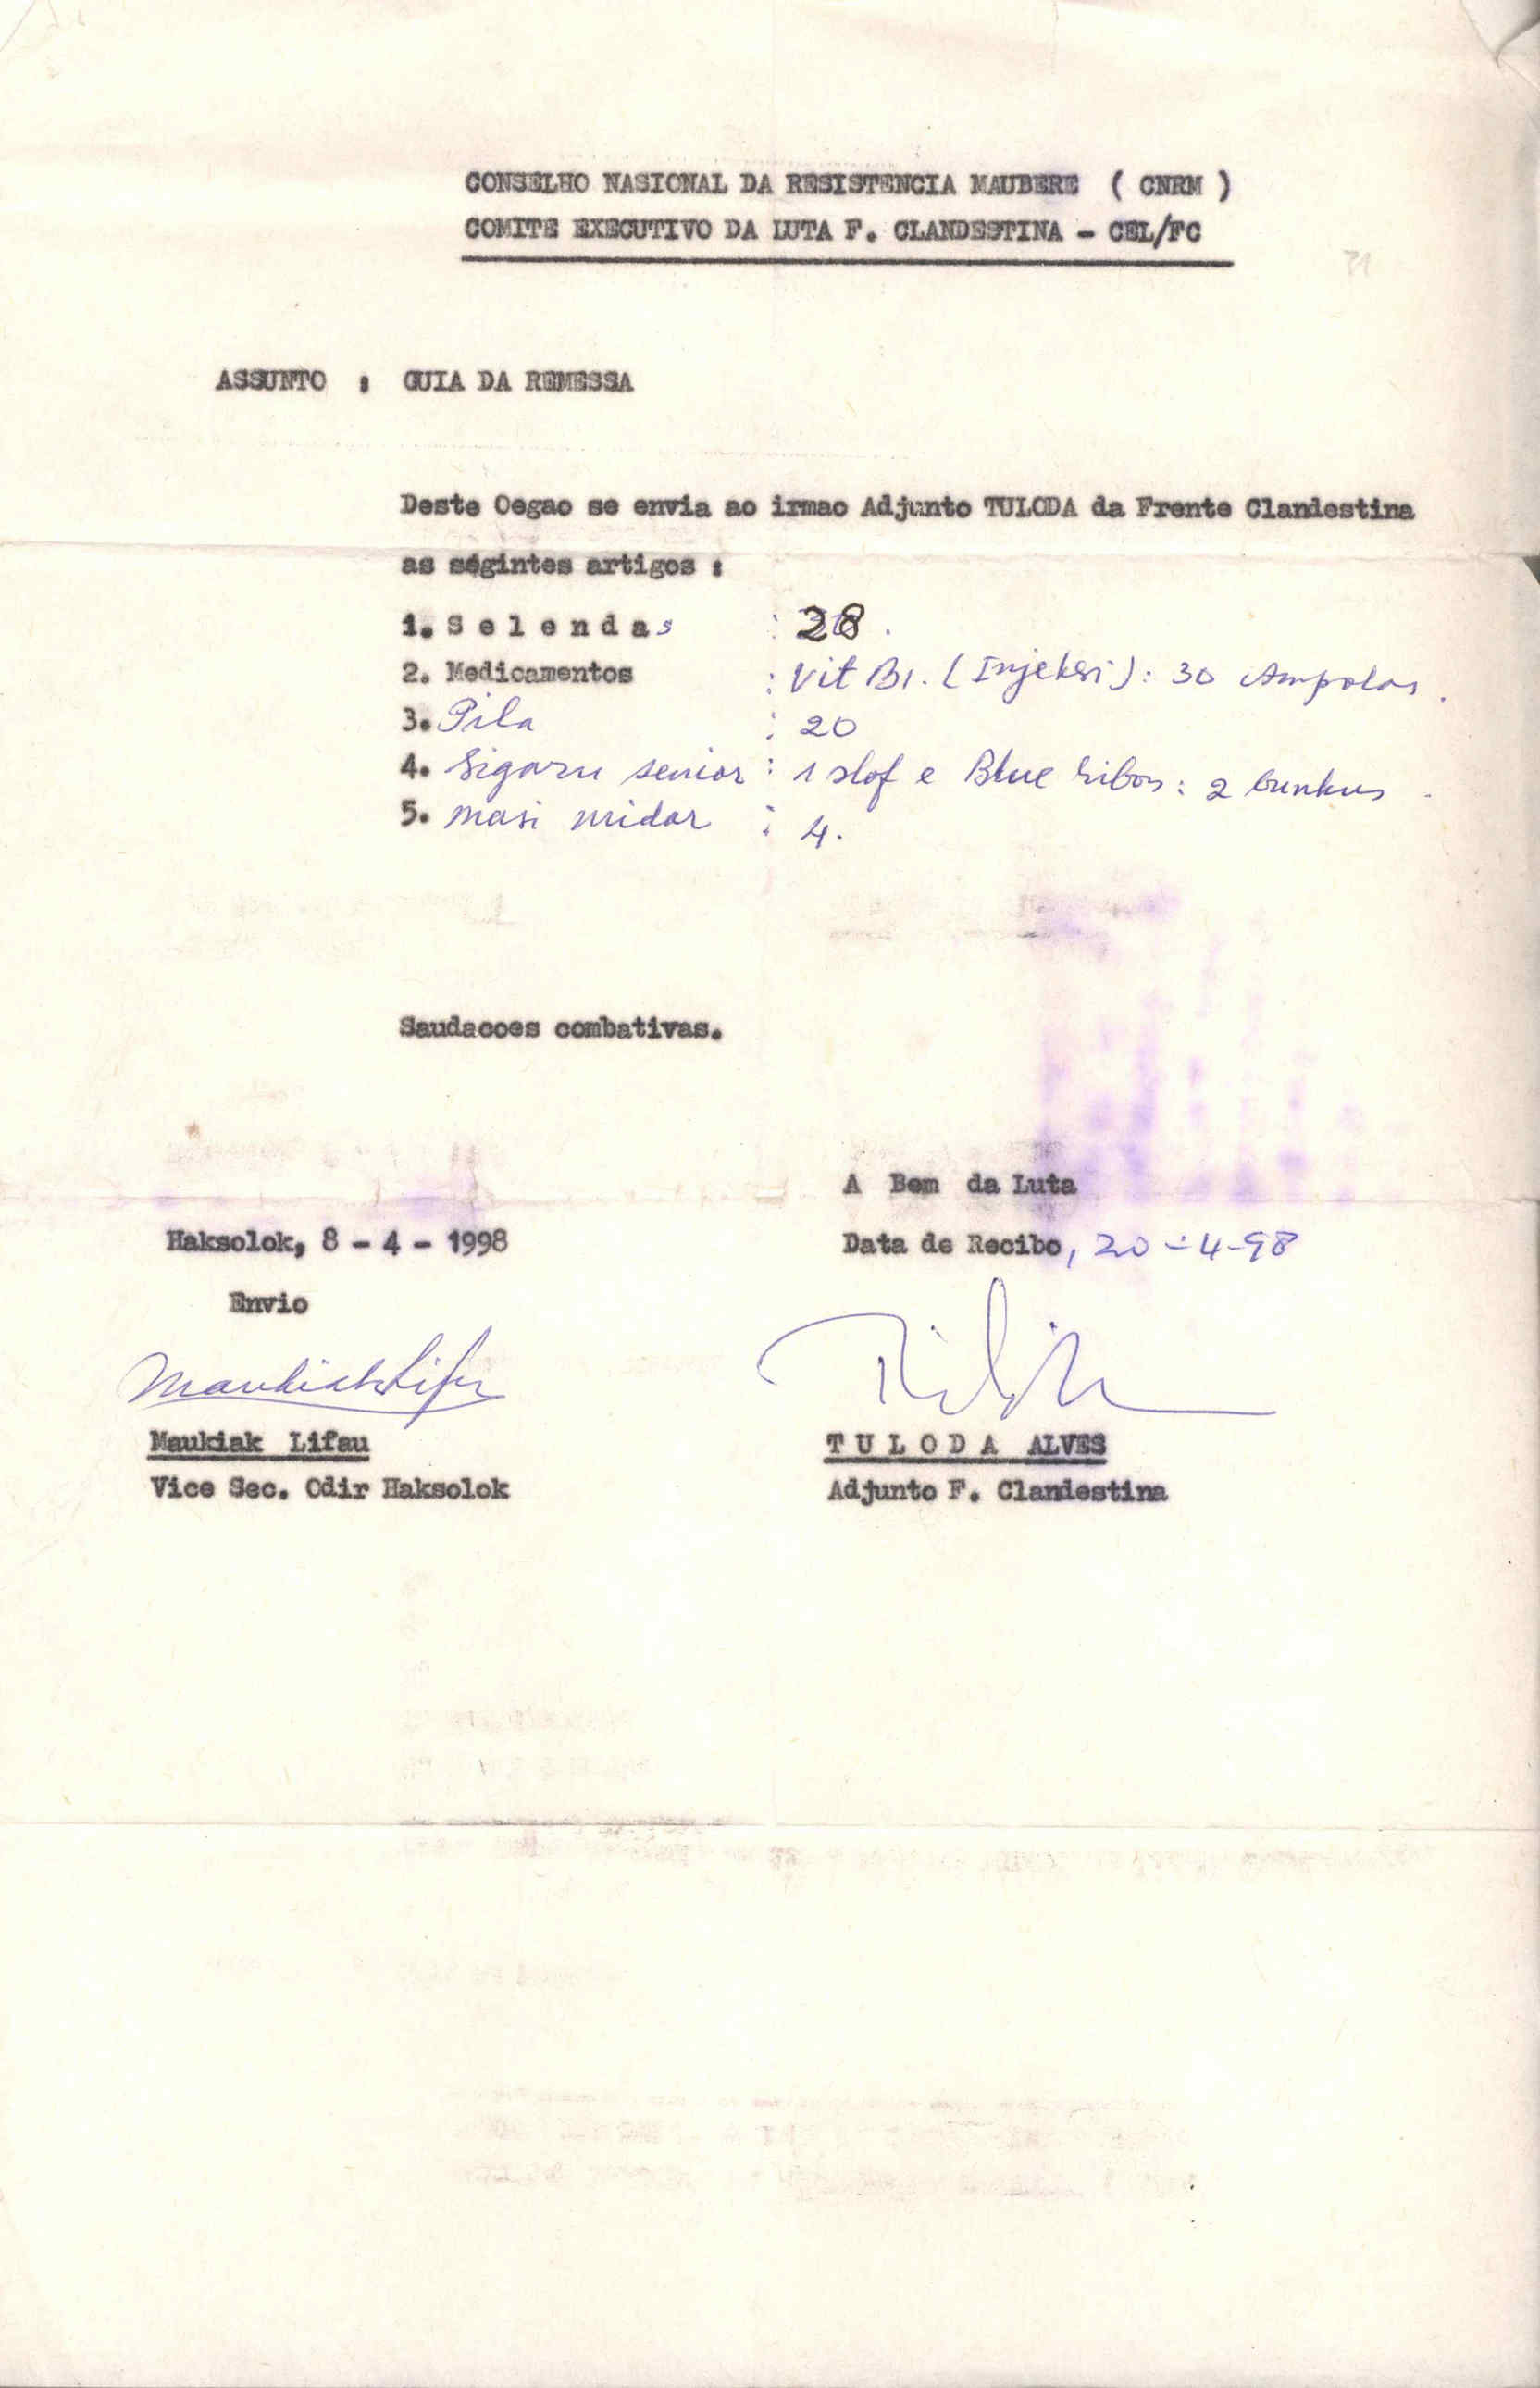 CONSELHO NASIONAL DA RESISTENCIA MAUBERE ( CNRM )
COMITE EXECUTIVO DA LUTA F. CLANDESTINA - CEL/FC
ASSUNTO : GUIA DA REMESSA
Deste Oegao se envia ao irmao Adjunto TULODA da Frente Clandestina
asségintes artigos :
1. S e l e n d a s : 28.
2. Medicamentos : Vit B1. (Injeksi): 30 Ampolas.
3. Pila : 20
4. Sigaru senior : 1 slof e Blue ribon: 2 bunkus.
5. masi midar : 4.
Saudacoes combativas.
A Bem da Luta
Haksolok, 8 - 4 - 1998
Data de Recibo, 20-4-98
Envio
Maukiak Lifau
Maukiak Lifau
T U L O D A ALVES
Vice Sec. Odir Haksolok
Adjunto F. Clandestina